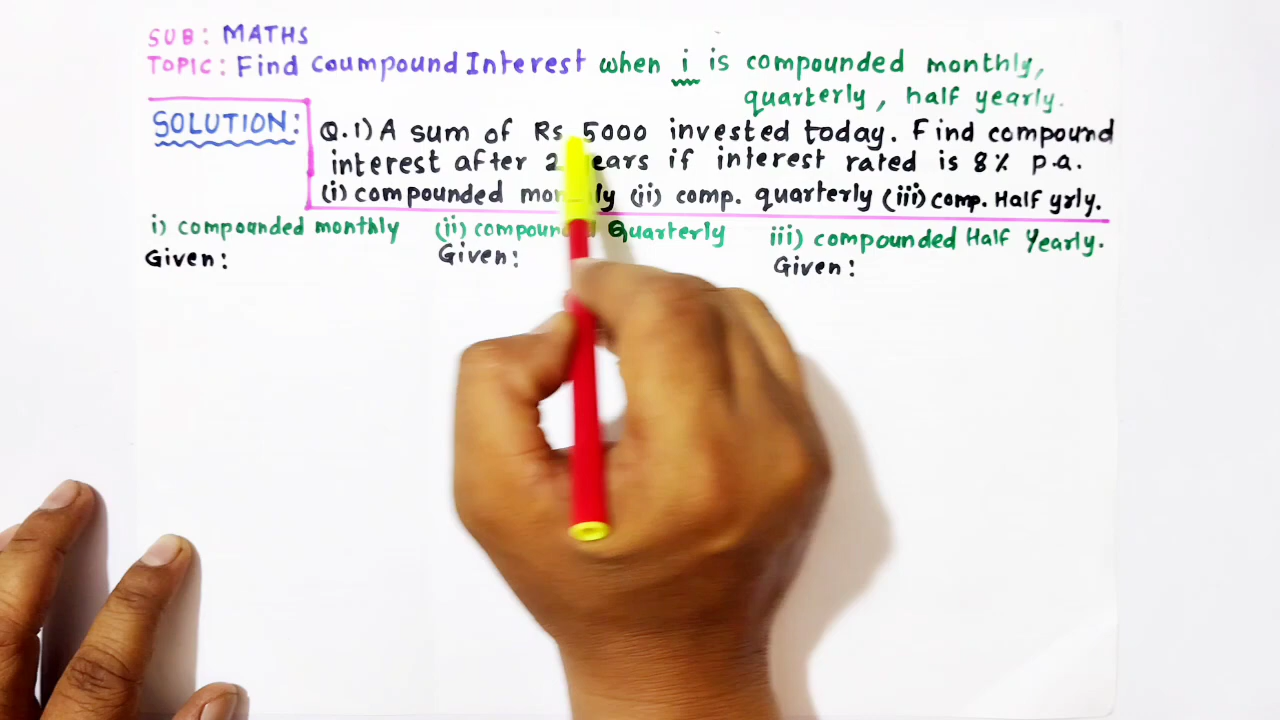 SUB: MATHS
TOPIC: Find Coumpound Interest when i is compounded monthly,
quarterly, half yearly.
SOLUTION:
Q.1) A sum of Rs 5000 invested today. Find compound
interest after 2 years if interest rated is 8% p.a.
(i) compounded monthly (ii) comp. quarterly (iii) comp. Half yrly.
i) compounded monthly
Given:
(ii) compound Quarterly
Given:
iii) compounded Half Yearly.
Given: